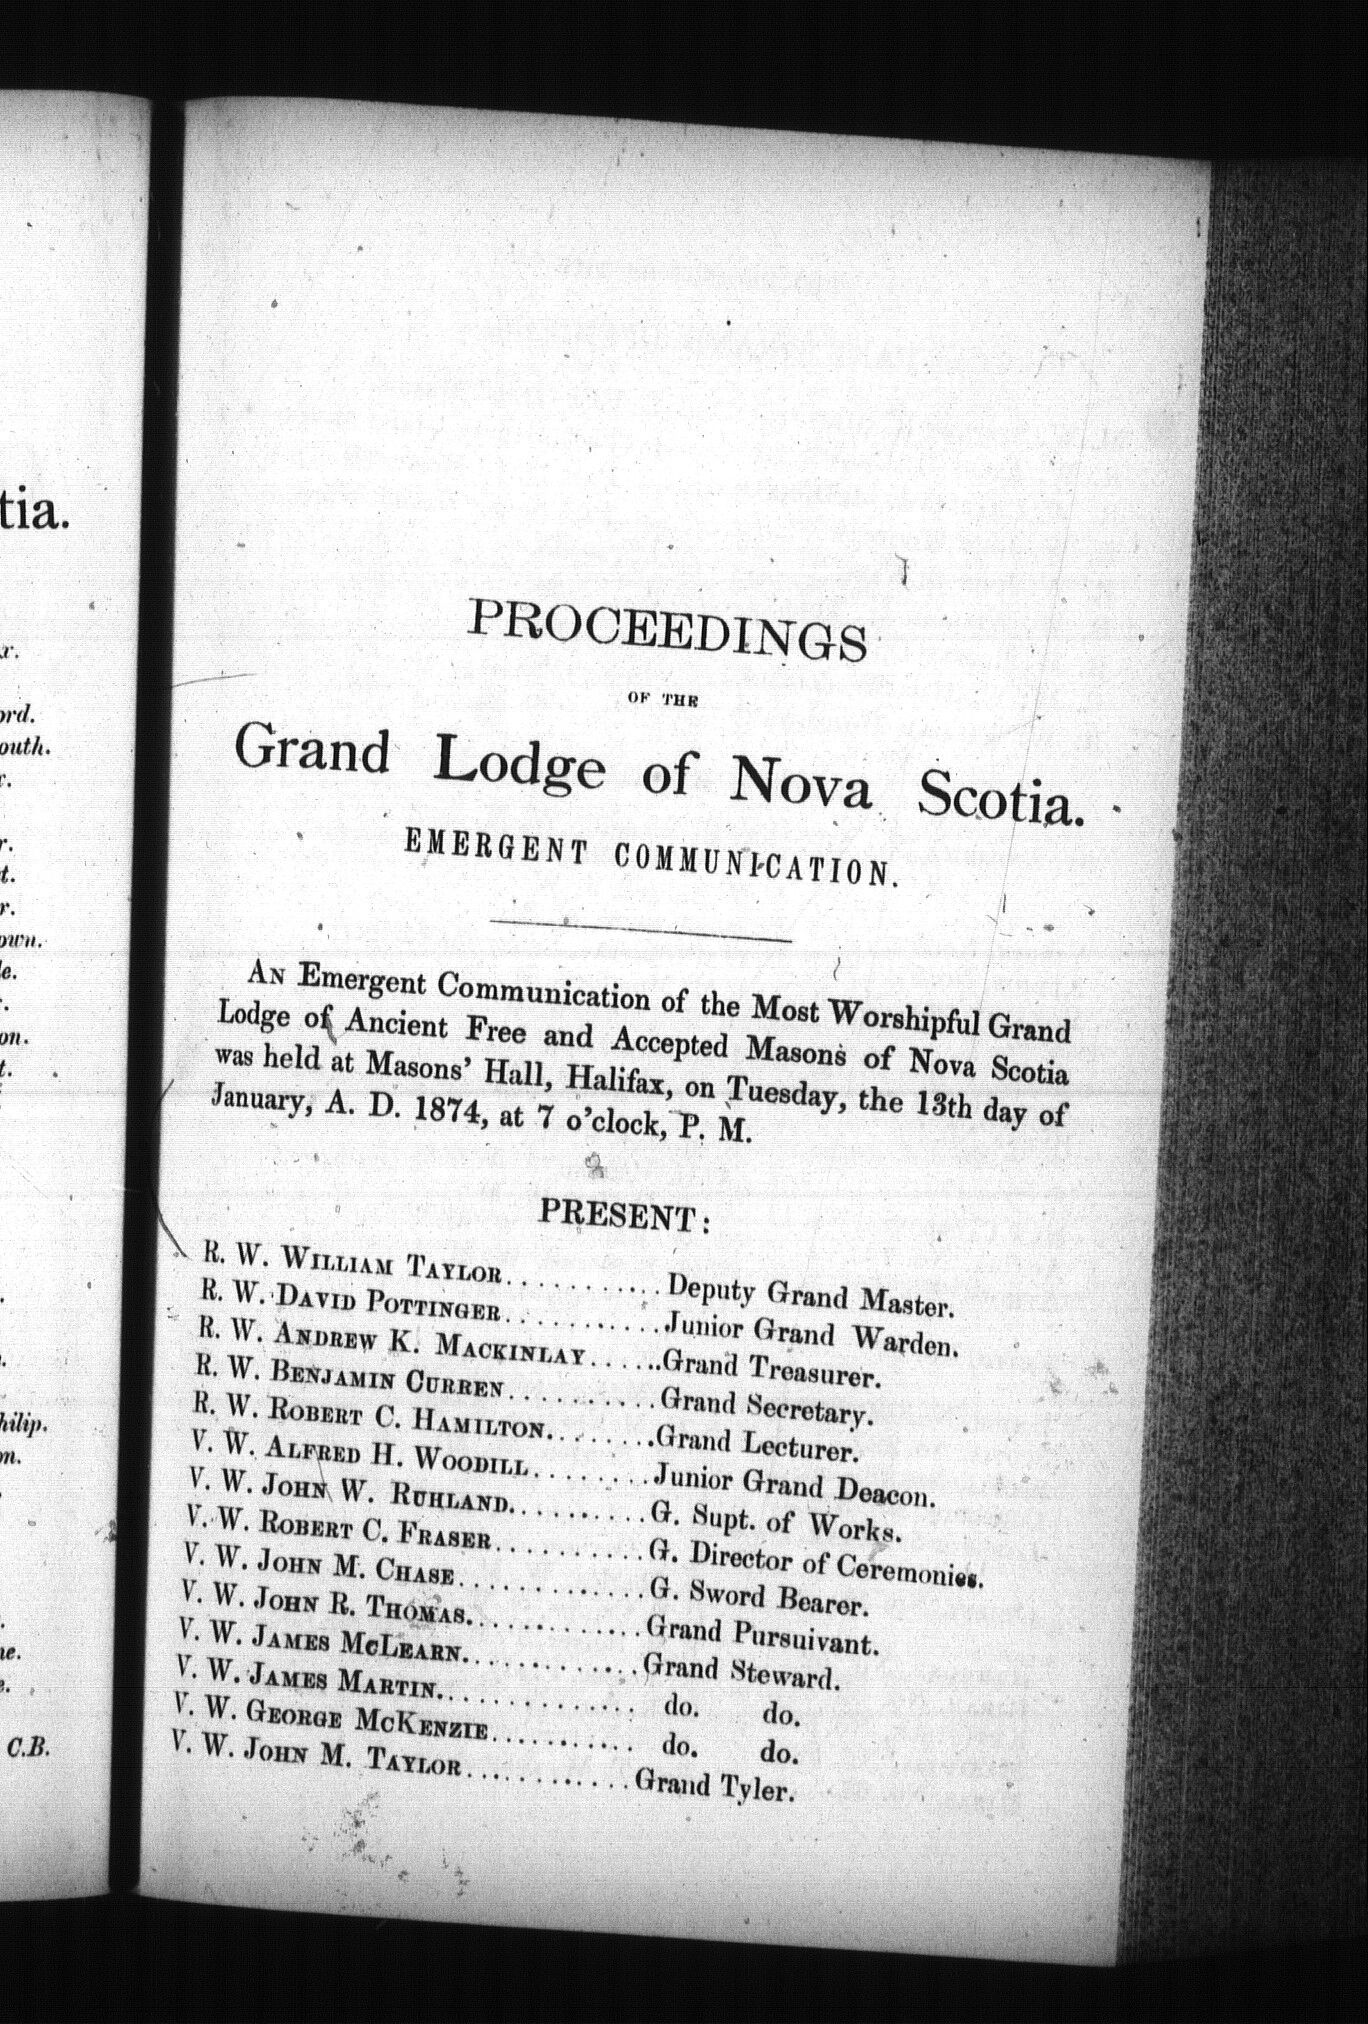 PROCEEDINGS
OF THE
Grand Lodge of Nova Scotia.
EMERGENT COMMUNICATION.
AN Emergent Communication of the Most Worshipful Grand
Lodge of Ancient Free and Accepted Masons of Nova Scotia
was held at Masons' Hall, Halifax, on Tuesday, the 13th day of
January, A. D. 1874, at 7 o'clock, P. M.
PRESENT:
R. W. WILLIAM TAYLOR............Deputy Grand Master.
R. W. DAVID POTTINGER...........Junior Grand Warden.
R. W. ANDREW K. MACKINLAY......Grand Treasurer.
R. W. BENJAMIN CURREN..........Grand Secretary.
R. W. ROBERT C. HAMILTON........Grand Lecturer.
V. W. ALFRED H. WOODILL.........Junior Grand Deacon.
V. W. JOHN W. RUHLAND...........G. Supt. of Works.
V. W. ROBERT C. FRASER...........G. Director of Ceremonies.
V. W. JOHN M. CHASE..............G. Sword Bearer.
V. W. JOHN R. THOMAS.............Grand Pursuivant.
V. W. JAMES MCLEARN.............Grand Steward.
V. W. JAMES MARTIN............... do. do.
V. W. GEORGE MCKENZIE........... do. do.
V. W. JOHN M. TAYLOR.............Grand Tyler.